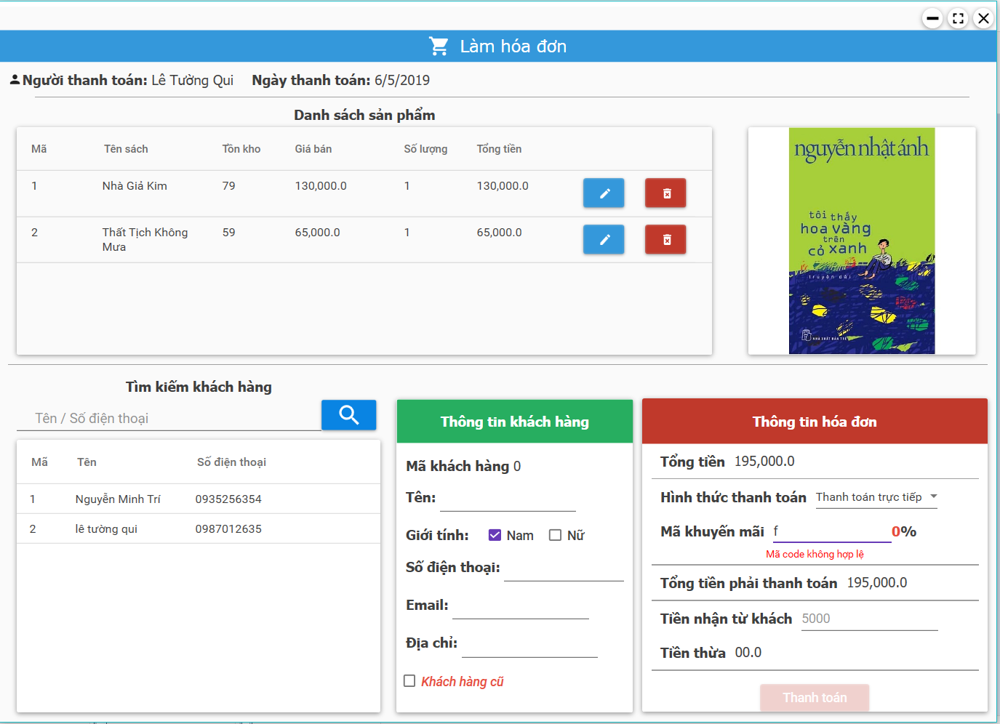 Làm hóa đơn
Người thanh toán: Lê Tường Qui Ngày thanh toán: 6/5/2019
Danh sách sản phẩm
Mã Tên sách Tồn kho Giá bán Số lượng Tổng tiền
1 Nhà Giả Kim 79 130,000.0 1 130,000.0
2 Thất Tịch Không Mưa 59 65,000.0 1 65,000.0
nguyễn nhật ánh
tôi thấy
hoa vàng
trên
cỏ xanh
truyện dài
NHÀ XUẤT BẢN TRẺ
Tìm kiếm khách hàng
Tên / Số điện thoại
Mã Tên Số điện thoại
1 Nguyễn Minh Trí 0935256354
2 lê tường qui 0987012635
Thông tin khách hàng
Mã khách hàng 0
Tên:
Giới tính: Nam Nữ
Số điện thoại:
Email:
Địa chỉ:
Khách hàng cũ
Thông tin hóa đơn
Tổng tiền 195,000.0
Hình thức thanh toán Thanh toán trực tiếp
Mã khuyến mãi f 0%
Mã code không hợp lệ
Tổng tiền phải thanh toán 195,000.0
Tiền nhận từ khách 5000
Tiền thừa 00.0
Thanh toán